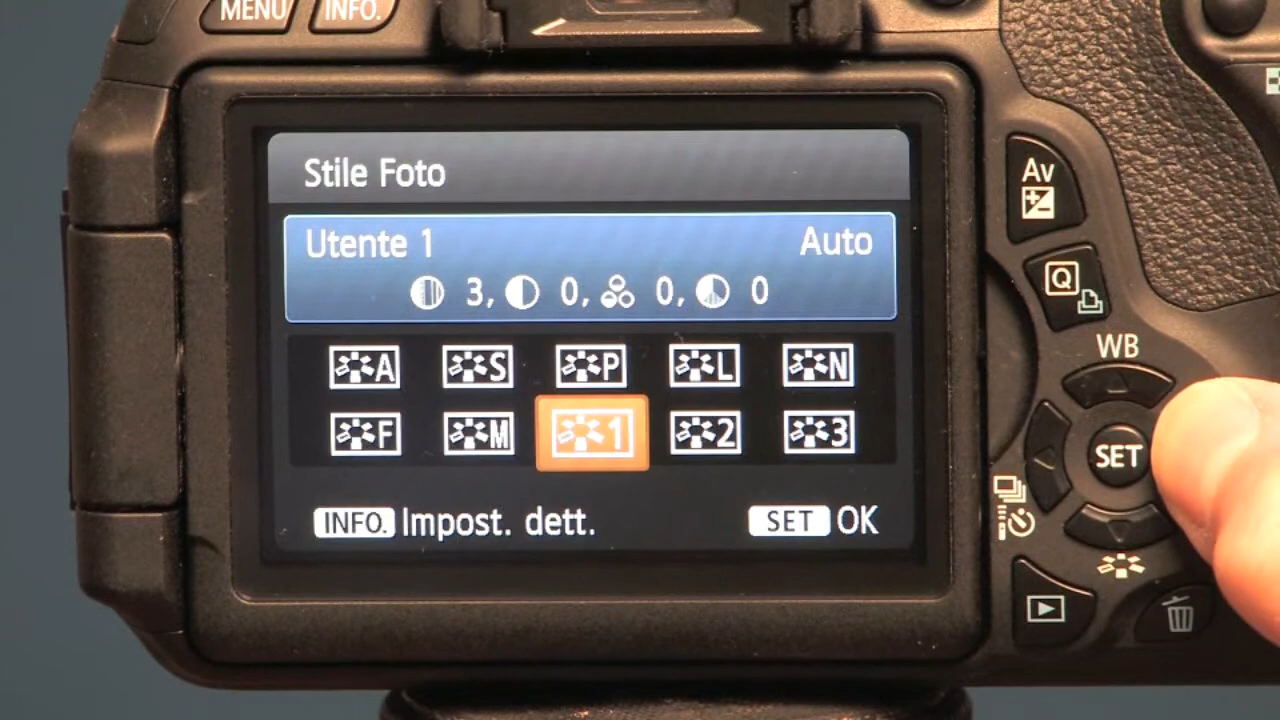 MENU INFO.
Stile Foto
Utente 1 Auto
3, 0, 0, 0
A S P L N
F M 1 2 3
INFO. Impost. dett. SET OK
Av
Q
WB
SET